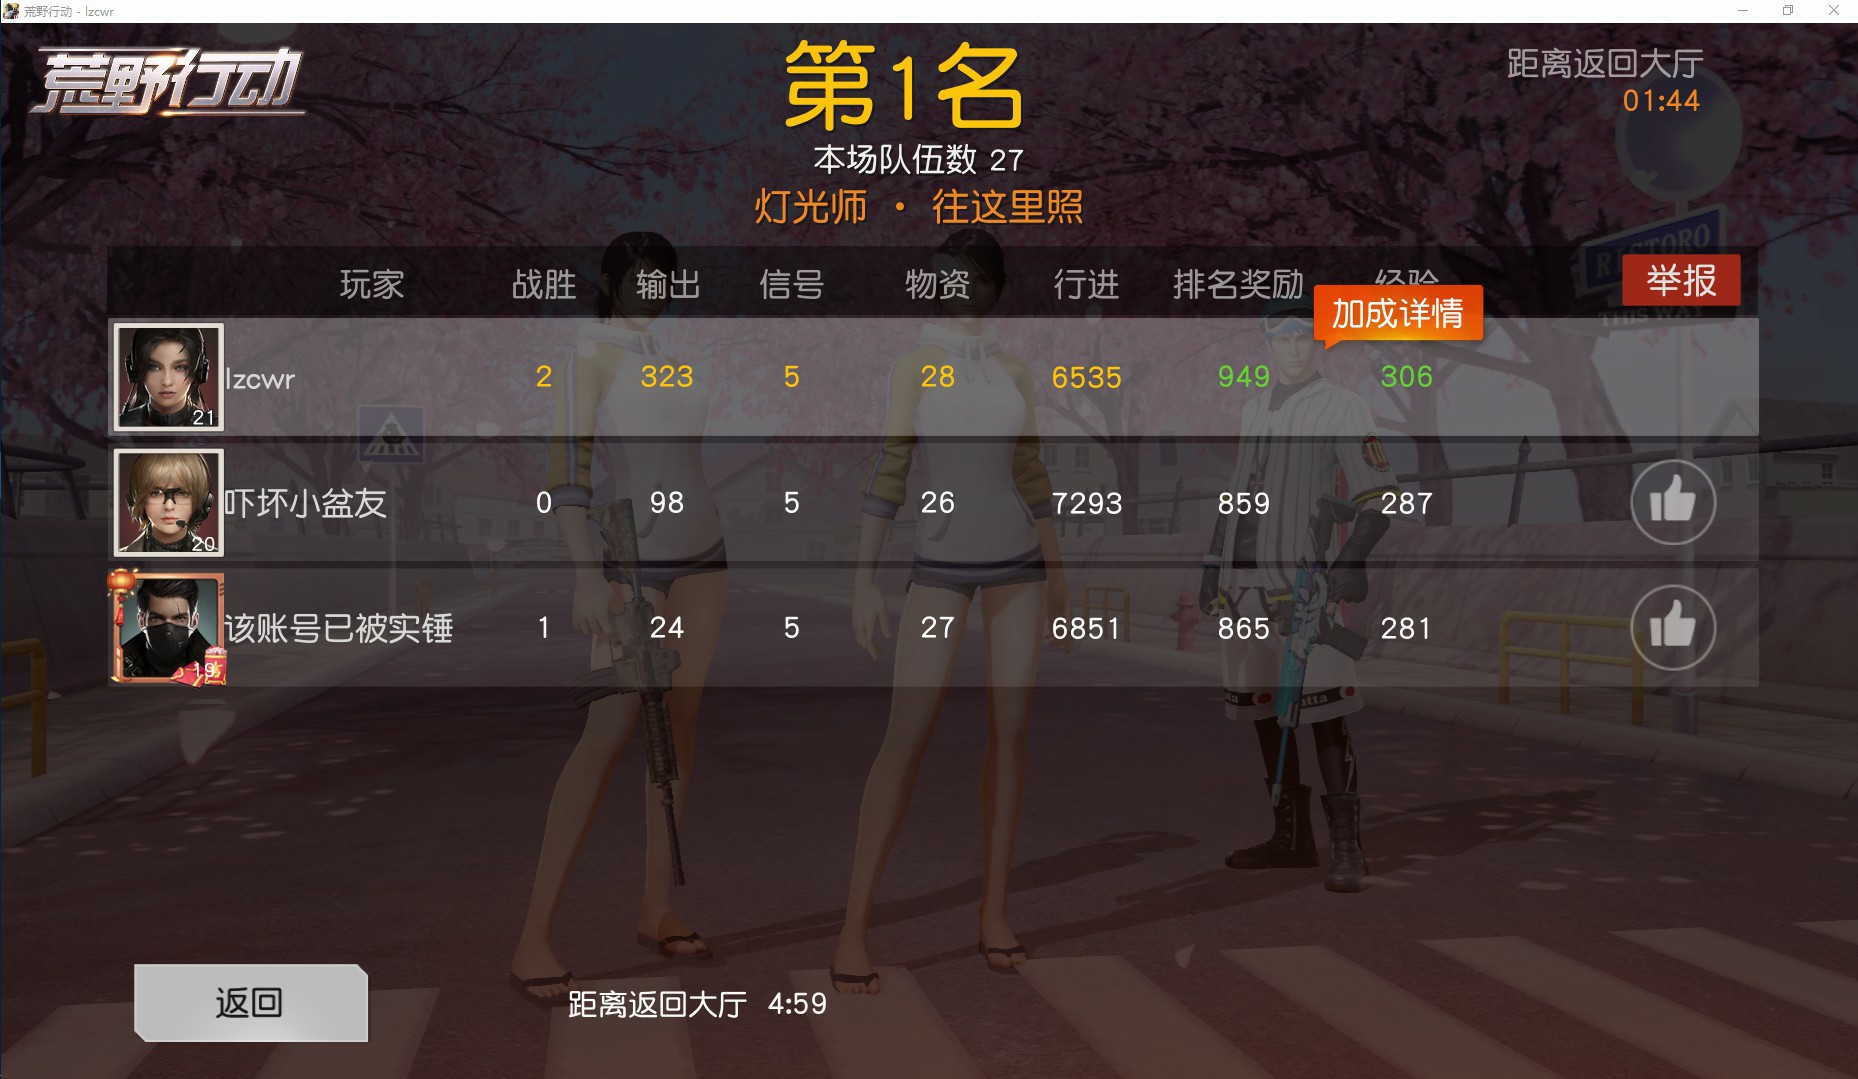 荒野行动 - lzcwr
荒野行动
第1名
距离返回大厅
01:44
本场队伍数 27
灯光师 · 往这里照
RISTORO
玩家 战胜 输出 信号 物资 行进 排名奖励 经验 举报
THIS WAY
加成详情
21 lzcwr 2 323 5 28 6535 949 306
20 吓坏小盆友 0 98 5 26 7293 859 287
19 该账号已被实锤 1 24 5 27 6851 865 281
返回
距离返回大厅 4:59